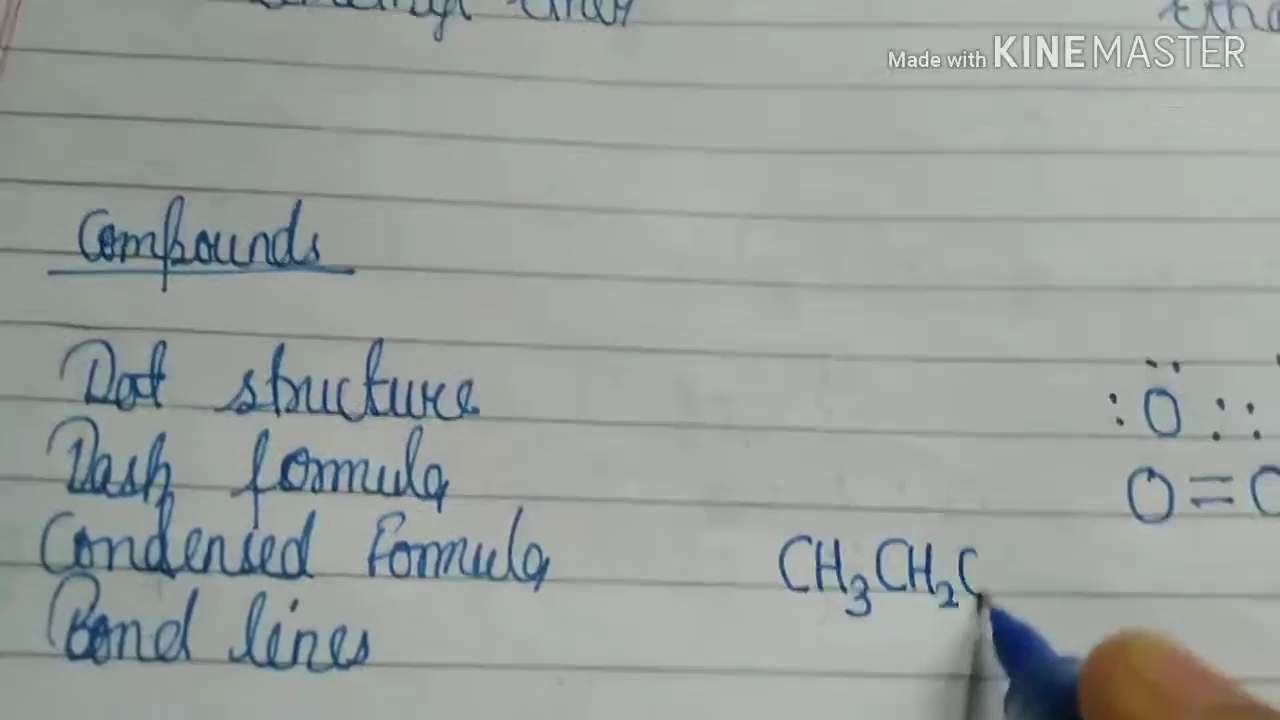 Made with KINEMASTER
Compounds
Dot structure
:Ö::
Dash formula
O=O
Condensed Formula CH₃CH₂C
Bond lines